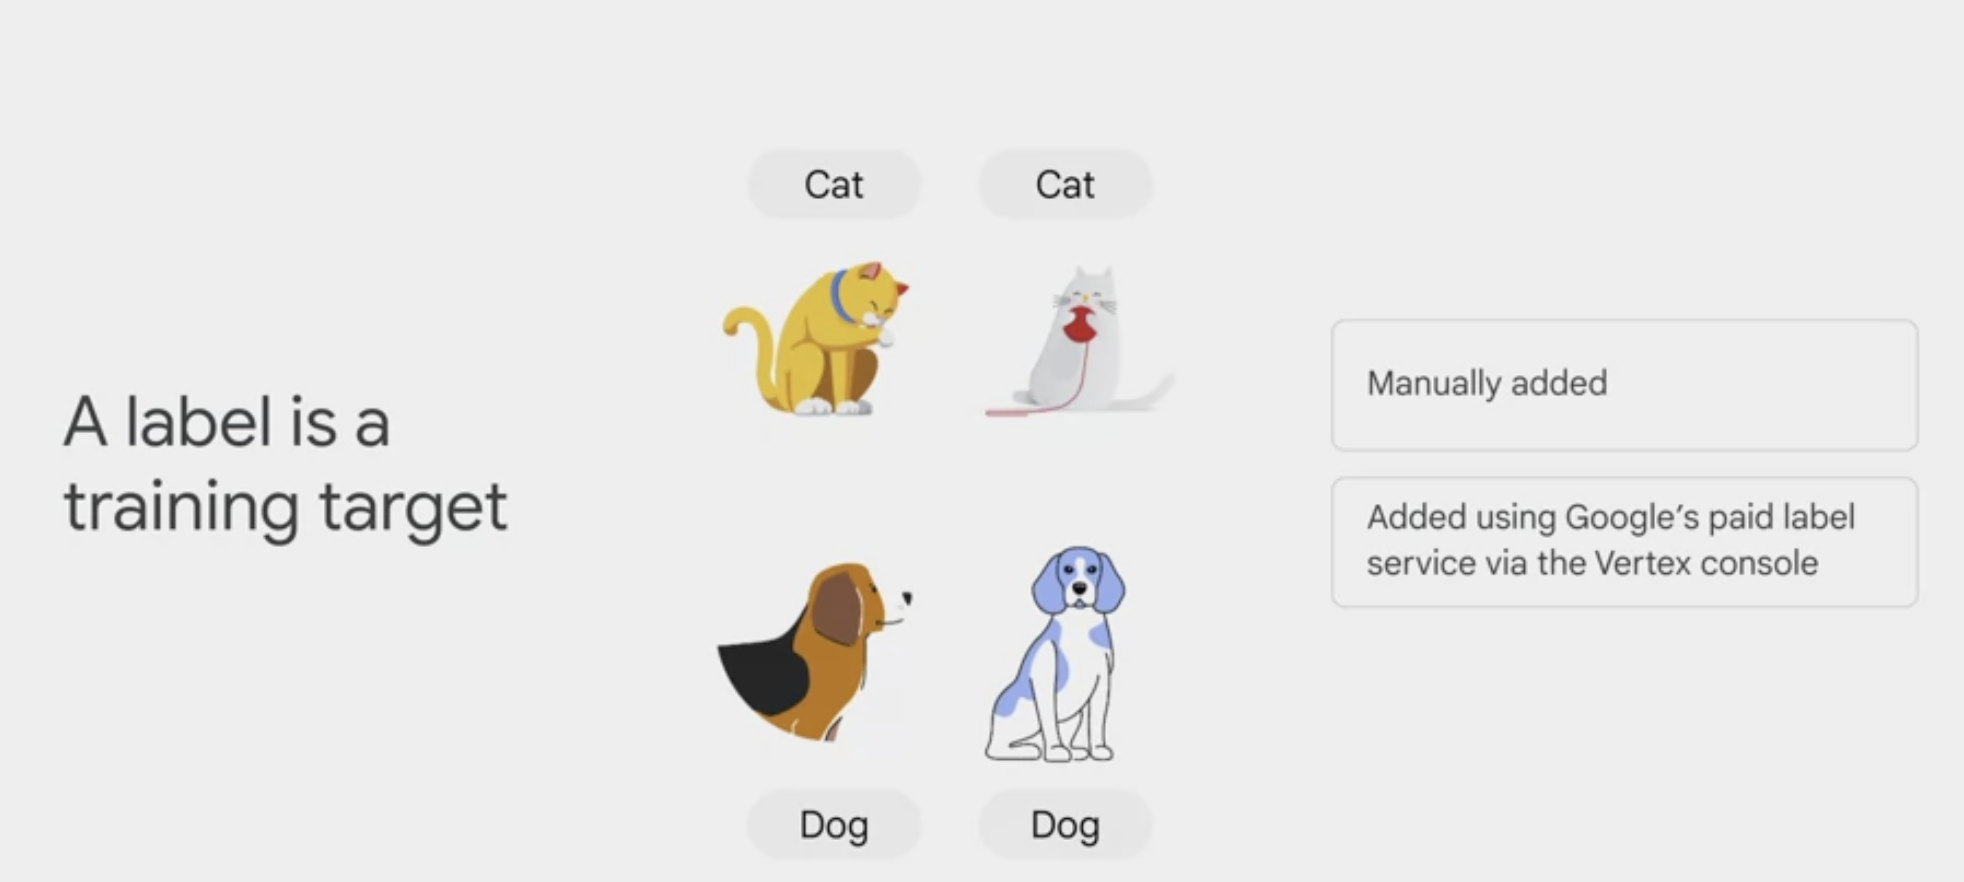 A label is a
training target
Cat
Cat
Dog
Dog
Manually added
Added using Google’s paid label
service via the Vertex console